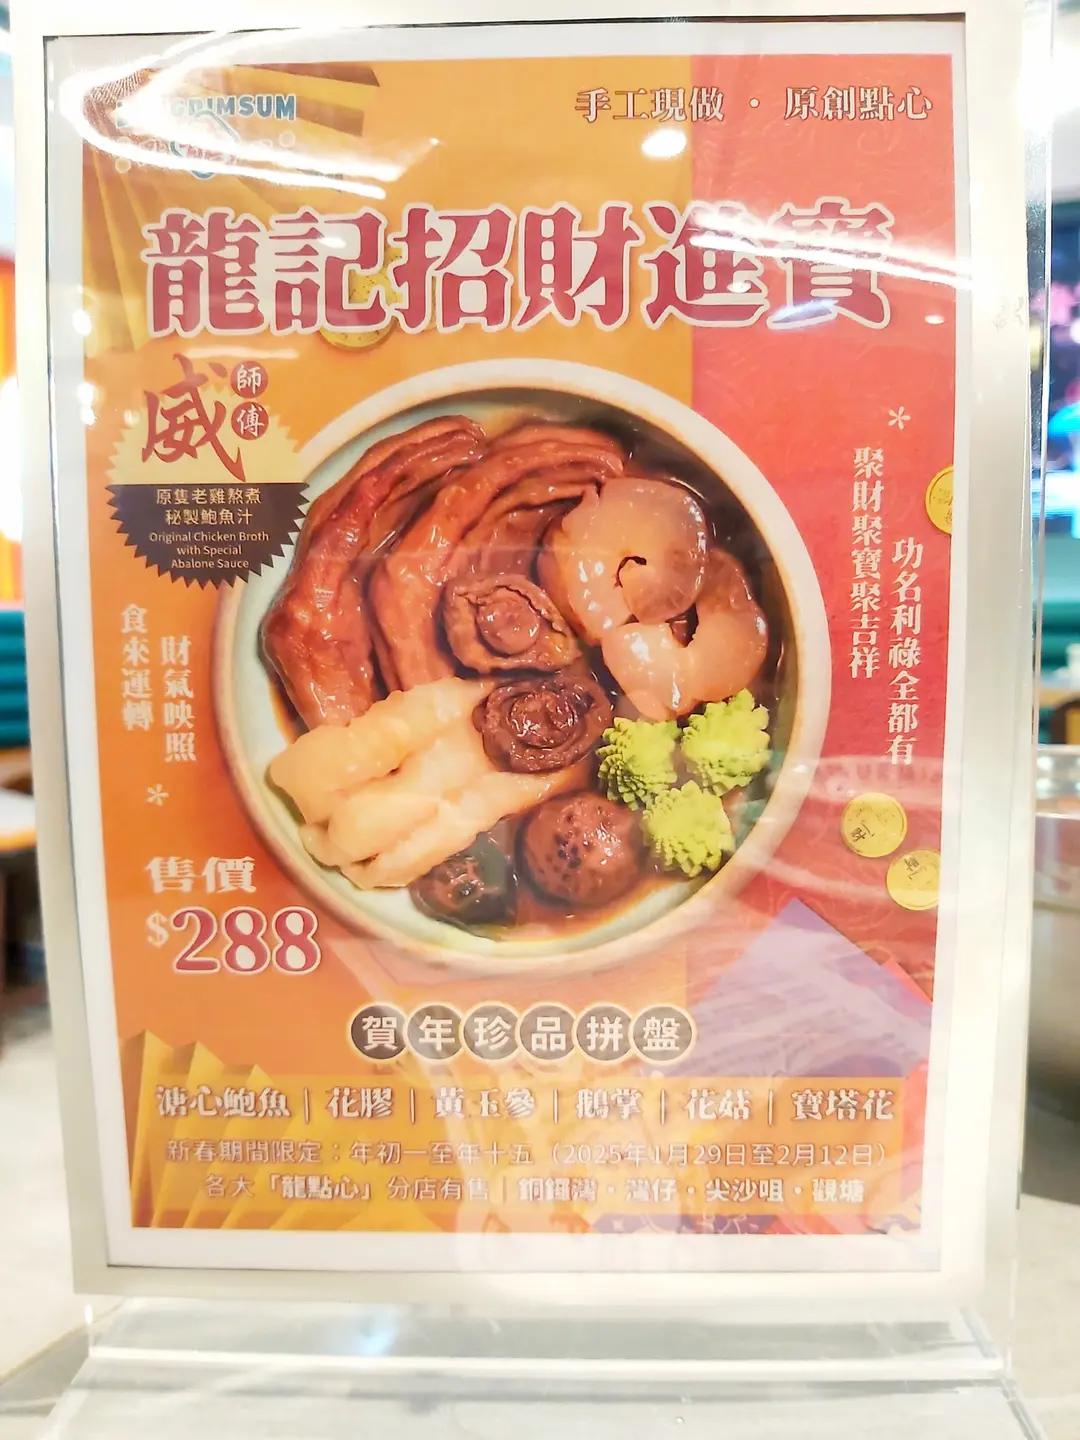 DIMSUM
手工現做 · 原創點心
龍記招財進寶
威師傅
原隻老雞熬煮
秘製鮑魚汁
Original Chicken Broth
with Special
Abalone Sauce
*
聚財聚寶聚吉祥
功名利祿全都有
食來運轉
財氣映照
*
售價
$288
賀年珍品拼盤
溏心鮑魚 | 花膠 | 黃玉參 | 鵝掌 | 花菇 | 寶塔花
新春期間限定：年初一至年十五（2025年1月29日至2月12日）
各大「龍點心」分店有售 | 銅鑼灣·灣仔·尖沙咀·觀塘